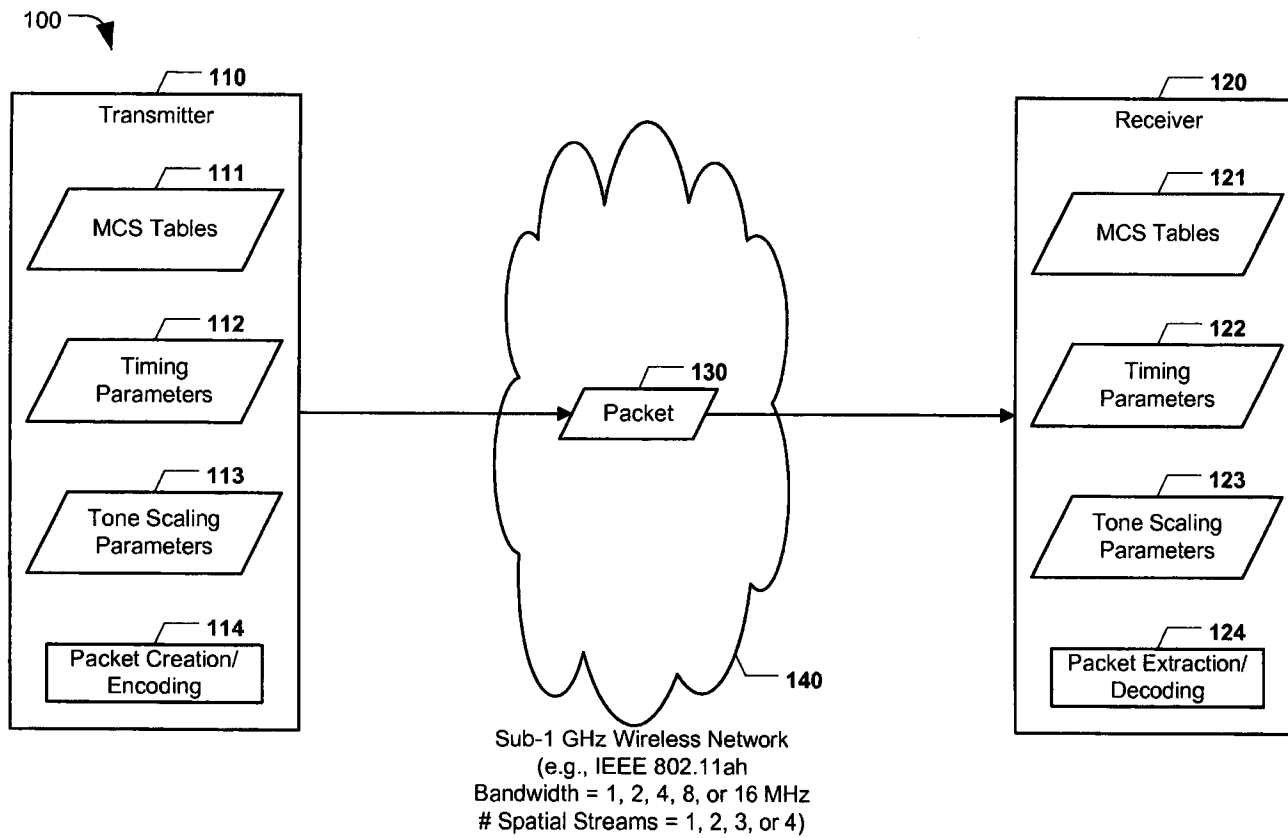 100
110
Transmitter
111
MCS Tables
112
Timing
Parameters
113
Tone Scaling
Parameters
114
Packet Creation/
Encoding
130
Packet
140
Sub-1 GHz Wireless Network
(e.g., IEEE 802.11ah
Bandwidth = 1, 2, 4, 8, or 16 MHz
# Spatial Streams = 1, 2, 3, or 4)
120
Receiver
121
MCS Tables
122
Timing
Parameters
123
Tone Scaling
Parameters
124
Packet Extraction/
Decoding